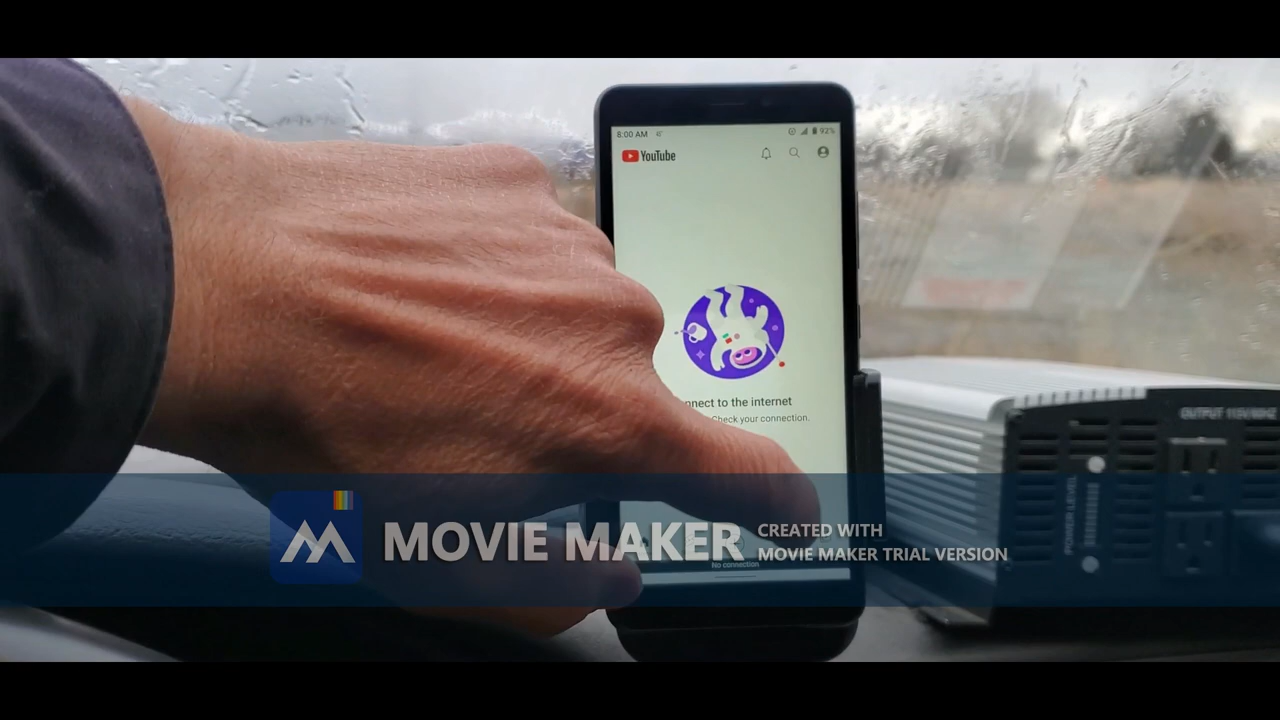 8:00 AM
92%
YouTube
nnect to the internet
Check your connection.
OUTPUT 115V/60HZ
POWER LEVEL
MOVIE MAKER
CREATED WITH
MOVIE MAKER TRIAL VERSION
No connection